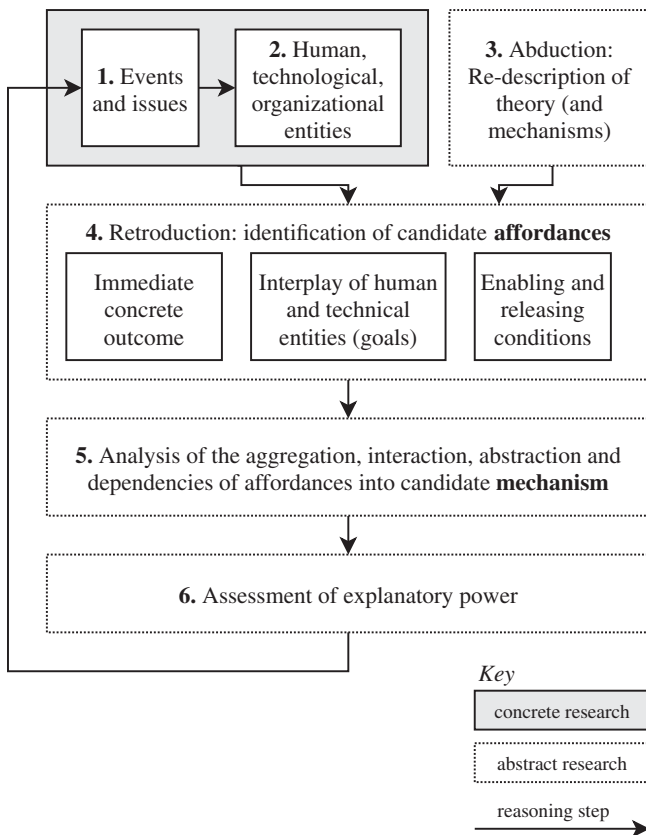 1. Events
and issues
2. Human,
technological,
organizational
entities
3. Abduction:
Re-description of
theory (and
mechanisms)
4. Retroduction: identification of candidate affordances
Immediate
concrete
outcome
Interplay of human
and technical
entities (goals)
Enabling and
releasing
conditions
5. Analysis of the aggregation, interaction, abstraction and
dependencies of affordances into candidate mechanism
6. Assessment of explanatory power
Key
concrete research
abstract research
reasoning step